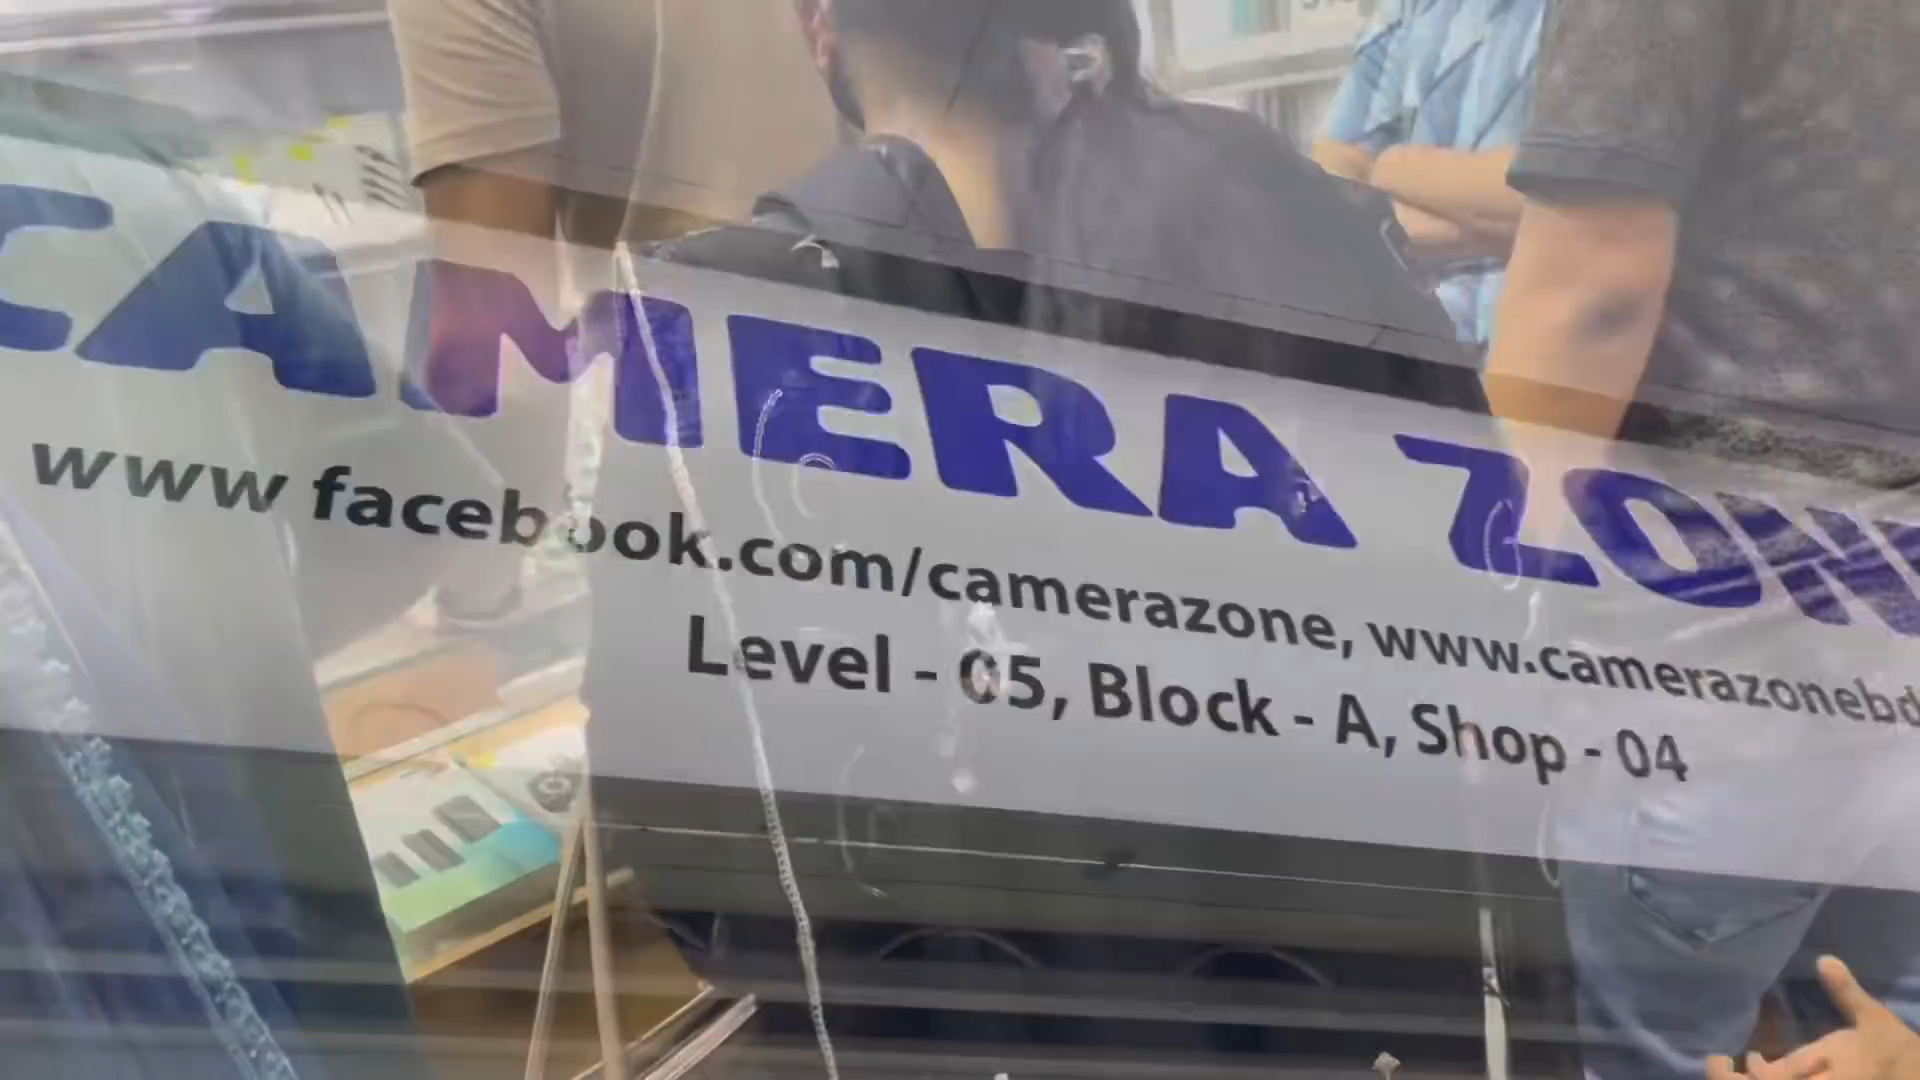 CAMERA ZON
www facebook.com/camerazone, www.camerazonebd
Level - 05, Block - A, Shop - 04